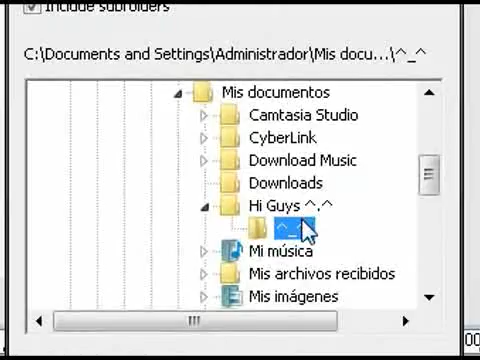 Include subfolders
C:\Documents and Settings\Administrador\Mis docu...\^_^
Mis documentos
Camtasia Studio
CyberLink
Download Music
Downloads
Hi Guys ^.^
^_^
Mi música
Mis archivos recibidos
Mis imágenes
00